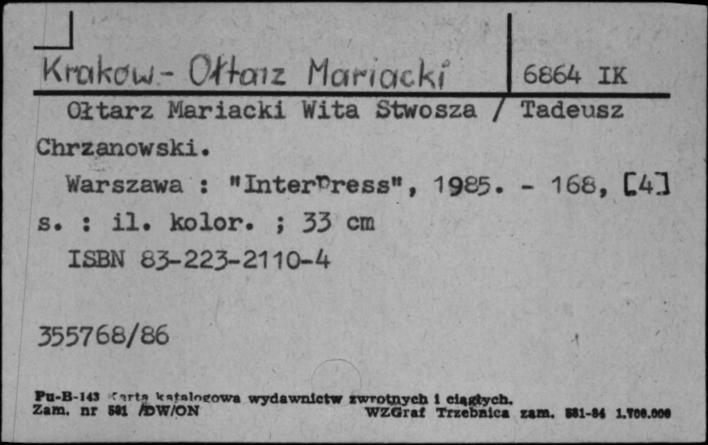 Kraków - Ołtarz Mariacki
6864 IK
Ołtarz Mariacki Wita Stwosza / Tadeusz
Chrzanowski.
Warszawa : "InterPress", 1985. - 168, [4]
s. : il. kolor. ; 33 cm
ISBN 83-223-2110-4
355768/86
Pu-B-143 Karta katalogowa wydawnictw zwrotnych i ciągłych.
Zam. nr 581 /DW/ON WZGraf Trzebnica zam. 581-84 1.700.000